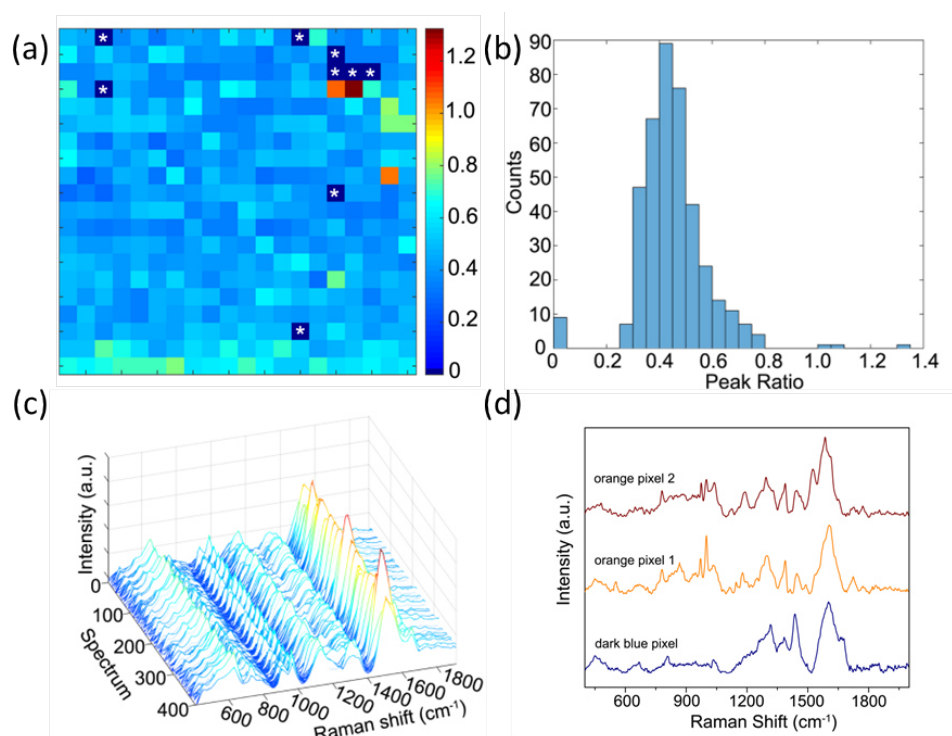 (a)
* *
*
* * *
*
*
*
1.2
1.0
0.8
0.6
0.4
0.2
0
(b)
90
80
70
60
50
40
30
20
10
0
Counts
0 0.2 0.4 0.6 0.8 1.0 1.2 1.4
Peak Ratio
(c)
Intensity (a.u.)
0
100
200
300
400
Spectrum
600
800
1000
1200
1400
1600
1800
Raman shift (cm⁻¹)
(d)
Intensity (a.u.)
orange pixel 2
orange pixel 1
dark blue pixel
600 900 1200 1500 1800
Raman Shift (cm⁻¹)